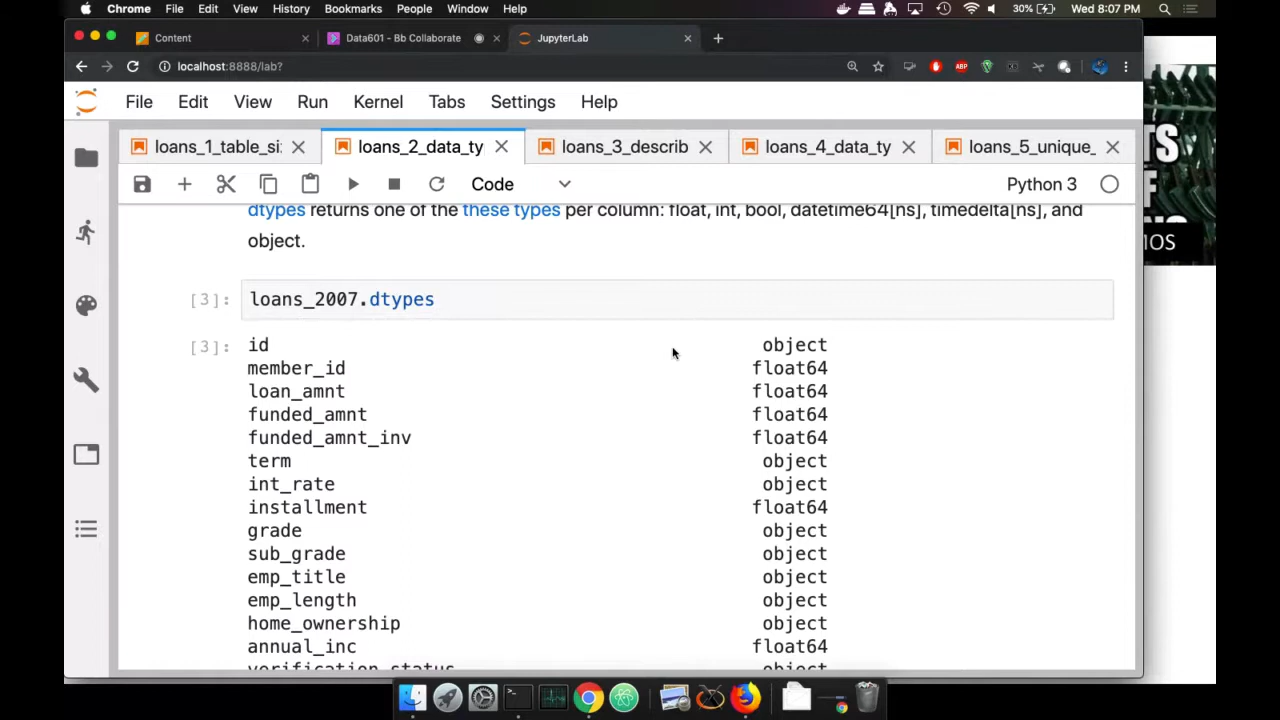 Chrome File Edit View History Bookmarks People Window Help 30% Wed 8:07 PM
Content Data601 - Bb Collaborate JupyterLab
localhost:8888/lab?
ABP
File Edit View Run Kernel Tabs Settings Help
loans_1_table_si: loans_2_data_ty loans_3_describ loans_4_data_ty loans_5_unique_
Code Python 3
dtypes returns one of the these types per column: float, int, bool, datetime64[ns], timedelta[ns], and
object.
[3]: loans_2007.dtypes
[3]: id object
member_id float64
loan_amnt float64
funded_amnt float64
funded_amnt_inv float64
term object
int_rate object
installment float64
grade object
sub_grade object
emp_title object
emp_length object
home_ownership object
annual_inc float64
verification_status object